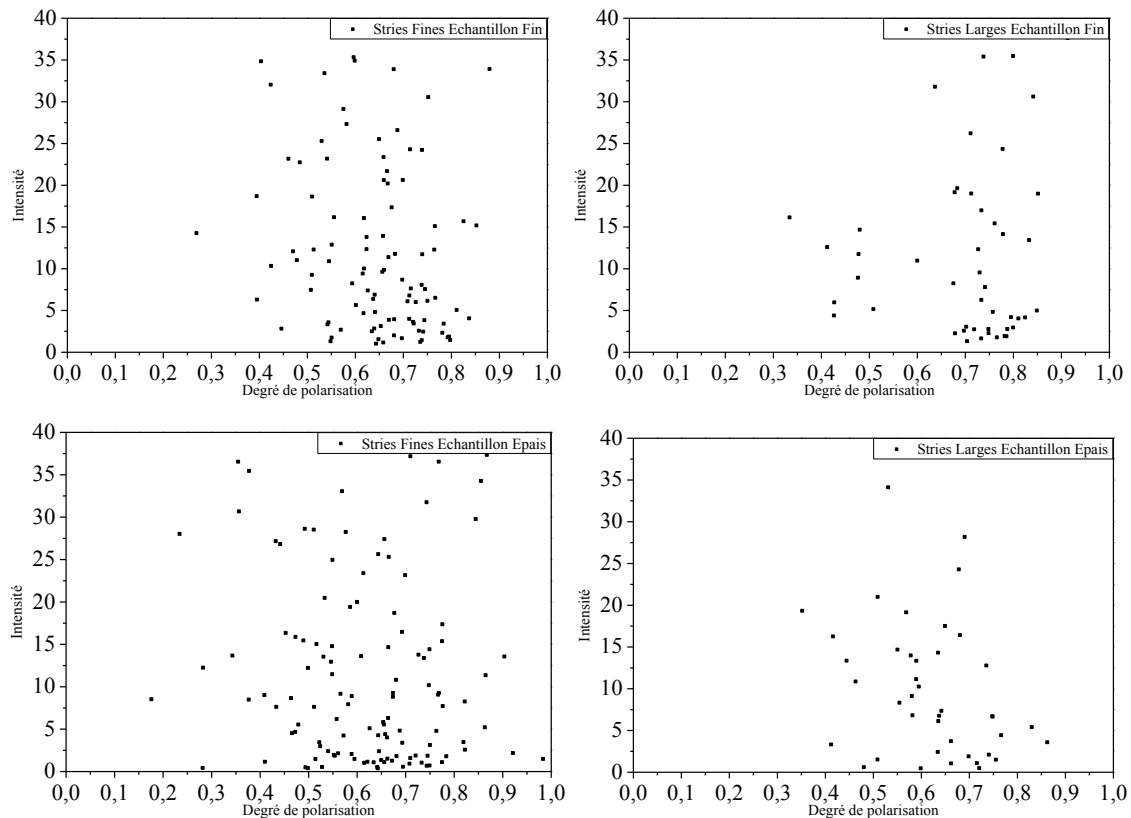 Stries Fines Echantillon Fin
40
35
30
25
20
15
10
5
0
Intensité
0,0 0,1 0,2 0,3 0,4 0,5 0,6 0,7 0,8 0,9 1,0
Degré de polarisation
Stries Larges Echantillon Fin
40
35
30
25
20
15
10
5
0
Intensité
0,0 0,1 0,2 0,3 0,4 0,5 0,6 0,7 0,8 0,9 1,0
Degré de polarisation
Stries Fines Echantillon Epais
40
35
30
25
20
15
10
5
0
Intensité
0,0 0,1 0,2 0,3 0,4 0,5 0,6 0,7 0,8 0,9 1,0
Degré de polarisation
Stries Larges Echantillon Epais
40
35
30
25
20
15
10
5
0
Intensité
0,0 0,1 0,2 0,3 0,4 0,5 0,6 0,7 0,8 0,9 1,0
Degré de polarisation